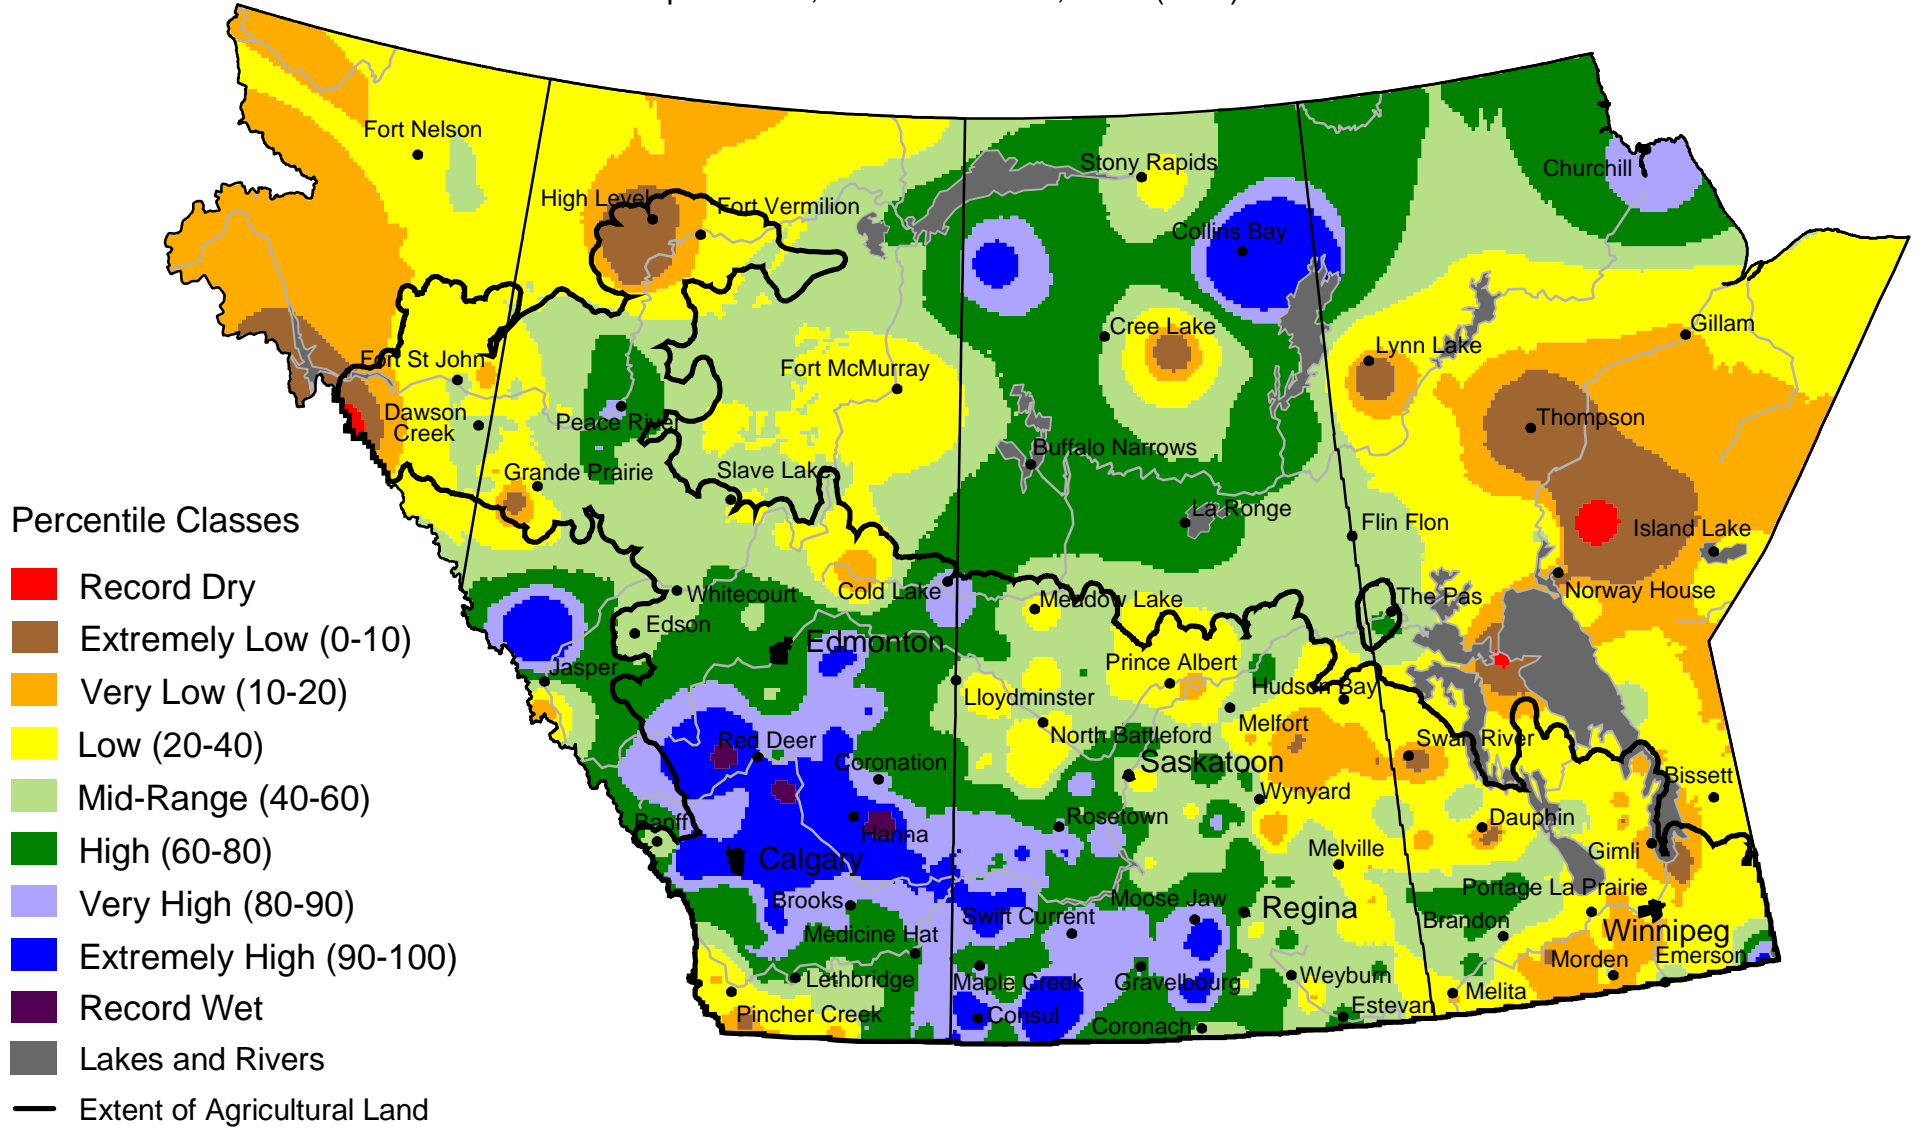 Fort Nelson
High Level
Fort Vermilion
Stony Rapids
Churchill
Collins Bay
Fort St John
Cree Lake
Lynn Lake
Gillam
Fort McMurray
Dawson
Creek
Peace River
Thompson
Buffalo Narrows
Grande Prairie
Slave Lake
La Ronge
Flin Flon
Island Lake
Whitecourt
Cold Lake
Meadow Lake
The Pas
Norway House
Edson
Edmonton
Jasper
Prince Albert
Lloydminster
Hudson Bay
Melfort
North Battleford
Red Deer
Swan River
Coronation
Saskatoon
Bissett
Wynyard
Banff
Hanna
Rosetown
Dauphin
Calgary
Melville
Gimli
Brooks
Moose Jaw
Portage La Prairie
Swift Current
Regina
Brandon
Medicine Hat
Winnipeg
Morden
Emerson
Lethbridge
Maple Creek
Gravelbourg
Weyburn
Melita
Pincher Creek
Consul
Coronach
Estevan
Percentile Classes
Record Dry
Extremely Low (0-10)
Very Low (10-20)
Low (20-40)
Mid-Range (40-60)
High (60-80)
Very High (80-90)
Extremely High (90-100)
Record Wet
Lakes and Rivers
Extent of Agricultural Land